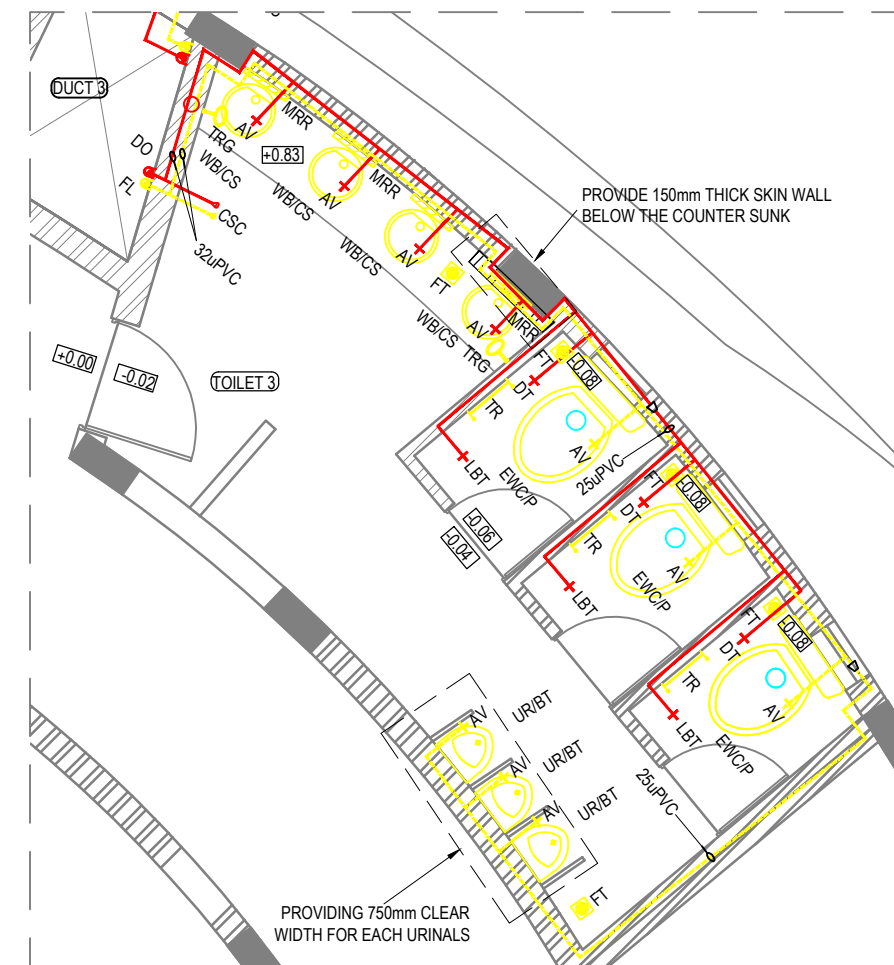 DUCT 3
MRR
TRG
AV
+0.83
DO
WB/CS
FL
CSC
32uPVC
MRR
AV
WB/CS
PROVIDE 150mm THICK SKIN WALL
BELOW THE COUNTER SUNK
AV
WB/CS
FT
MRR
AV
WB/CS
TRG
+0.00
-0.02
TOILET 3
FT
-0.08
DT
TR
AV
LBT
EWC/P
25uPVC
-0.06
-0.04
FT
-0.08
DT
TR
AV
LBT
EWC/P
FT
-0.08
DT
TR
AV
LBT
EWC/P
AV
UR/BT
AV
UR/BT
AV
UR/BT
25uPVC
FT
PROVIDING 750mm CLEAR
WIDTH FOR EACH URINALS